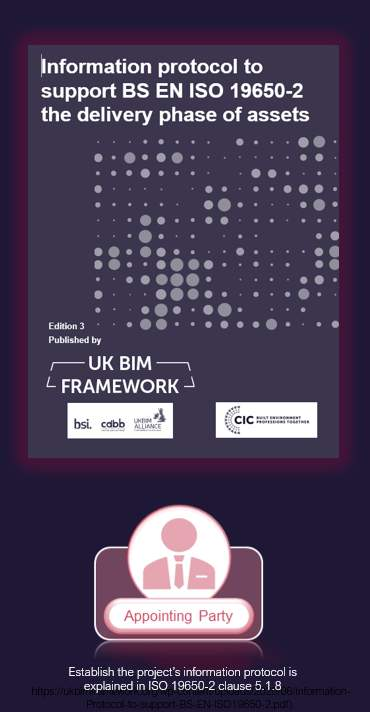 Information protocol to
support BS EN ISO 19650-2
the delivery phase of assets
Edition 3
Published by
UK BIM
FRAMEWORK
bsi.
cdbb
UKBIM
ALLIANCE
CIC
BUILT ENVIRONMENT
PROFESSIONS TOGETHER
Appointing Party
Establish the project's information protocol is
explained in ISO 19650-2 clause 5.1.8
Protocol-to-support-BS-EN-ISO19650-2.pdf)